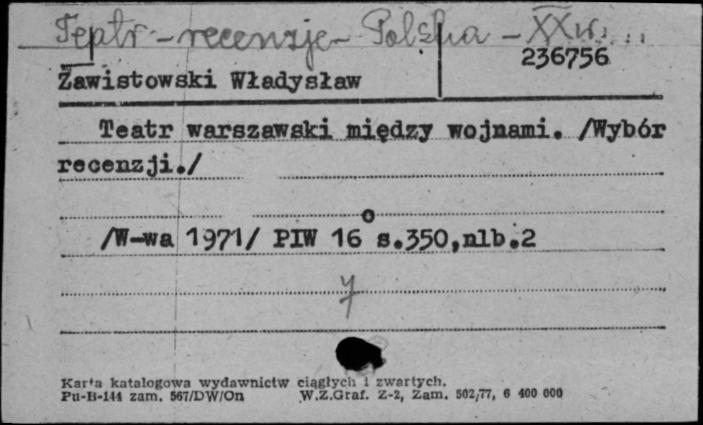 Teatr - recenzje - Polska - XX w.
236756
Zawistowski Władysław
Teatr warszawski między wojnami. /Wybór
recenzji./
/W-wa 1971/ PIW 16° s.350,nlb.2
7
Karta katalogowa wydawnictw ciągłych i zwartych.
Pu-B-144 zam. 567/DW/On W.Z.Graf. Z-2, Zam. 502/77, 6 400 000